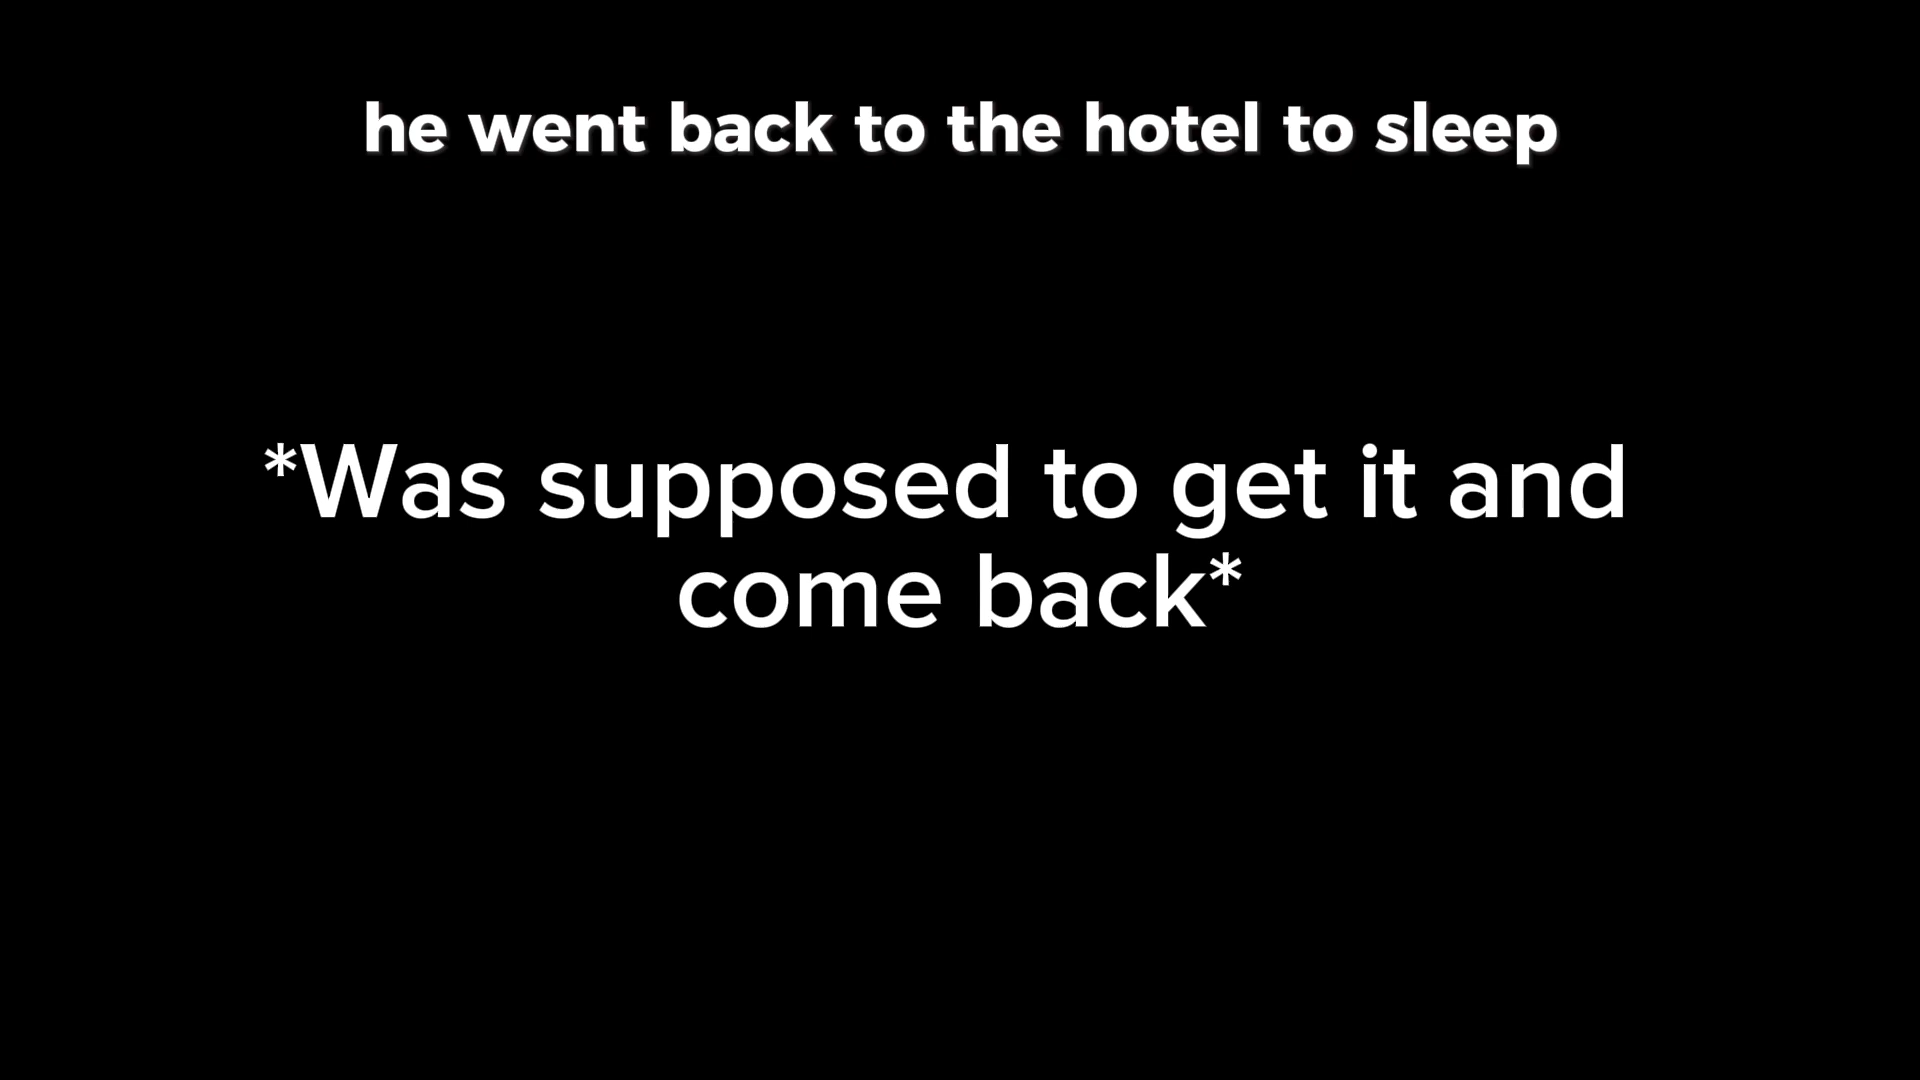 he went back to the hotel to sleep
*Was supposed to get it and
come back*